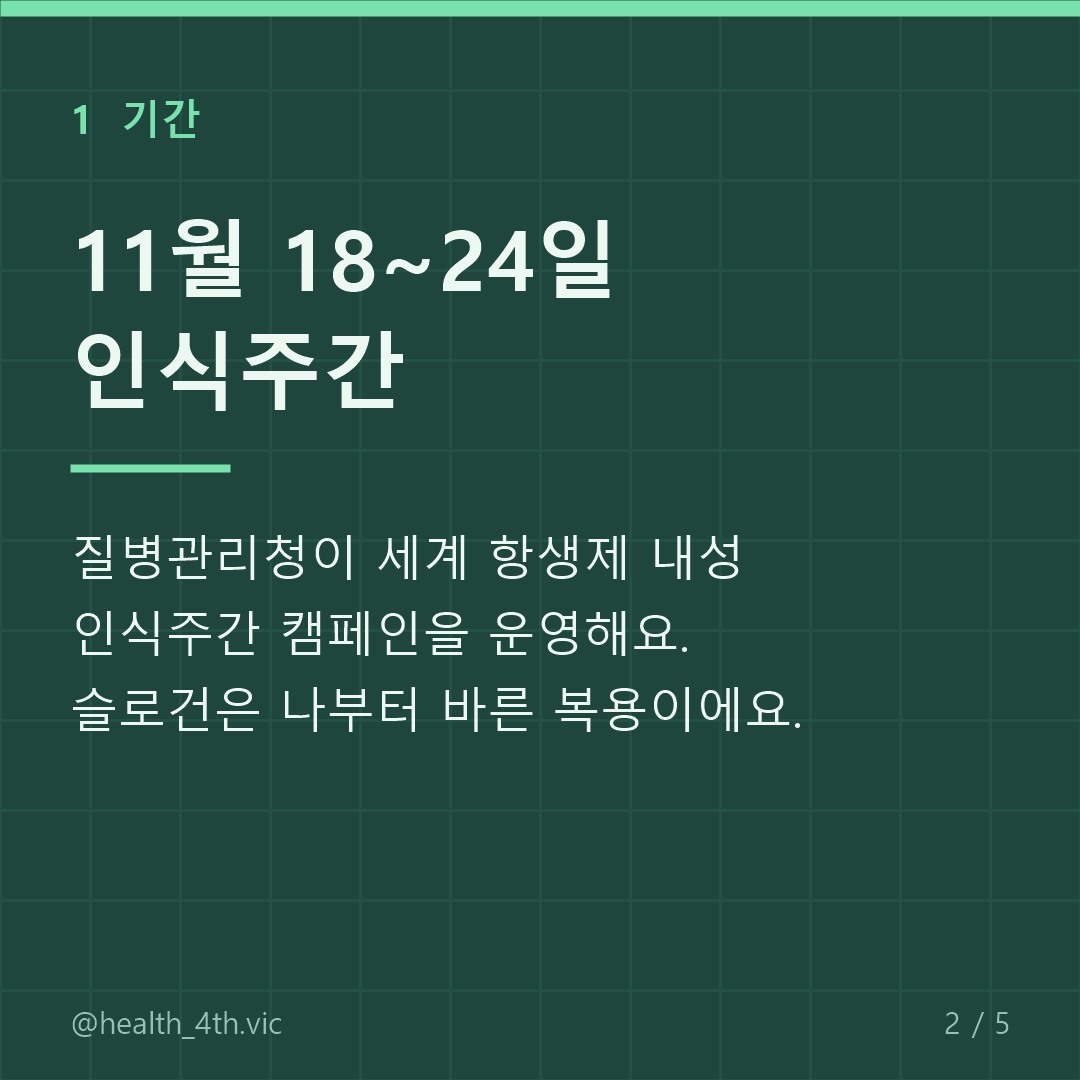 1 기간
11월 18~24일
인식주간
질병관리청이 세계 항생제 내성
인식주간 캠페인을 운영해요.
슬로건은 나부터 바른 복용이에요.
@health_4th.vic
2 / 5